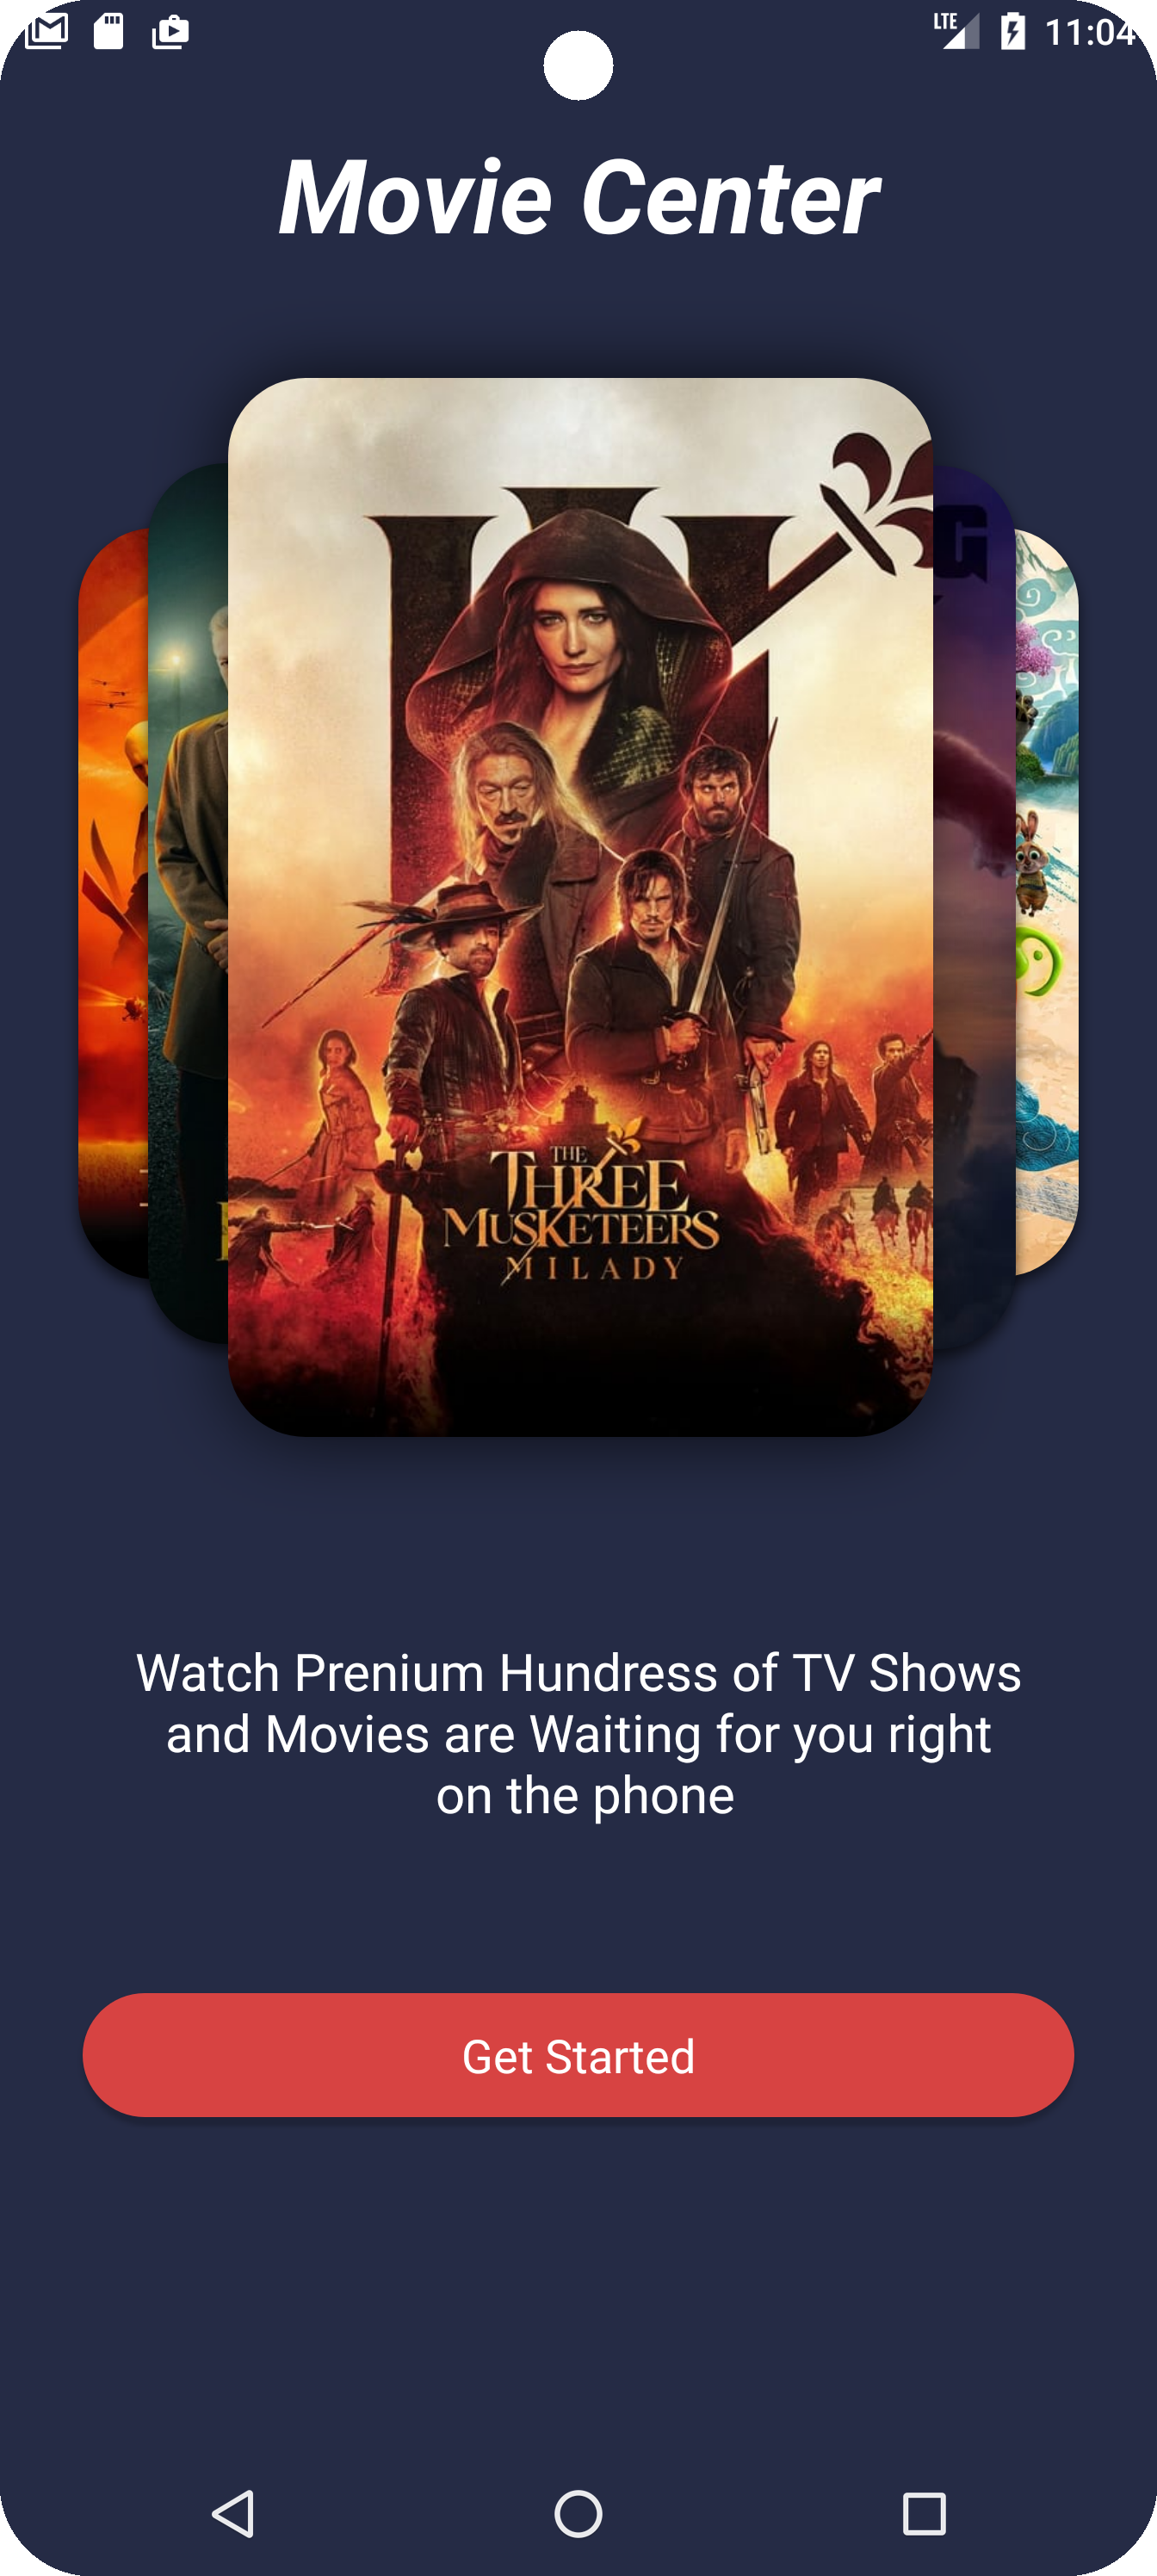 LTE 11:04
Movie Center
G
THE
THREE
MUSKETEERS
MILADY
Watch Prenium Hundress of TV Shows
and Movies are Waiting for you right
on the phone
Get Started